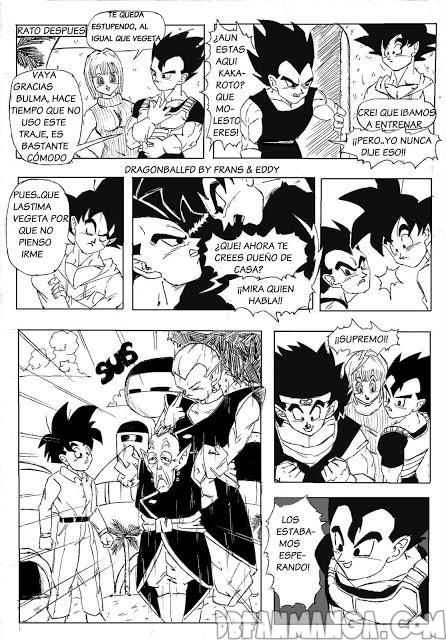 RATO DESPUES
TE QUEDA
ESTUPENDO, AL
IGUAL QUE VEGETA
VAYA
GRACIAS
BULMA, HACE
TIEMPO QUE NO
USO ESTE
TRAJE, ES
BASTANTE
CÓMODO
¿AUN
ESTAS
AQUI
KAKA-
ROTO?
QUE
MO-
LESTO
ERES!
CREI QUE IBAMOS
A ENTRENAR
¡¡PERO..YO NUNCA
DIJE ESO!!
DRAGONBALLFD BY FRANS & EDDY
PUES..QUE
LASTIMA
VEGETA POR
QUE NO
PIENSO
IRME
¿QUE! AHORA TE
CREES DUEÑO DE
CASA?
¡¡MIRA QUIEN
HABLA!!
SUIS
¡¡SUPREMO!!
LOS
ESTABA-
MOS
ESPE-
RANDO!
DBFANMANGA.COM